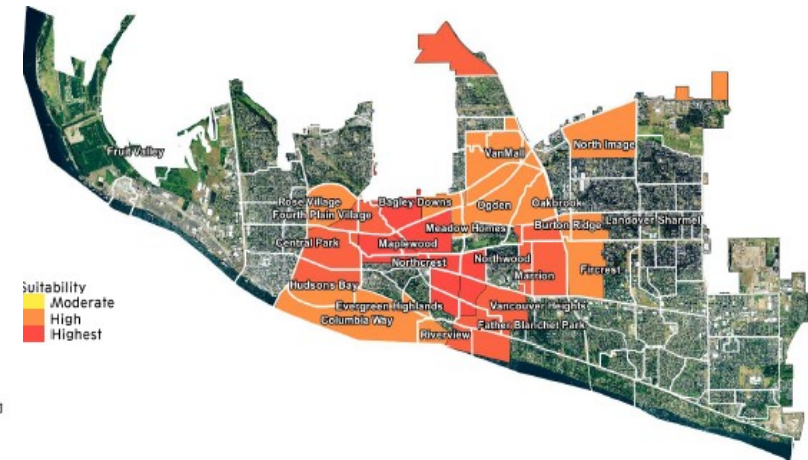 Fruit Valley
VanMall
North Image
Rose Village
Bagley Downs
Fourth Plain Village
Ogden
Oakbrook
Landover Sharmel
Meadow Homes
Burton Ridge
Central Park
Maplewood
Northcrest
Northwood
Marrion
Fircrest
Hudsons Bay
Evergreen Highlands
Vancouver Heights
Columbia Way
Father Blanchet Park
Riverview
Suitability
Moderate
High
Highest